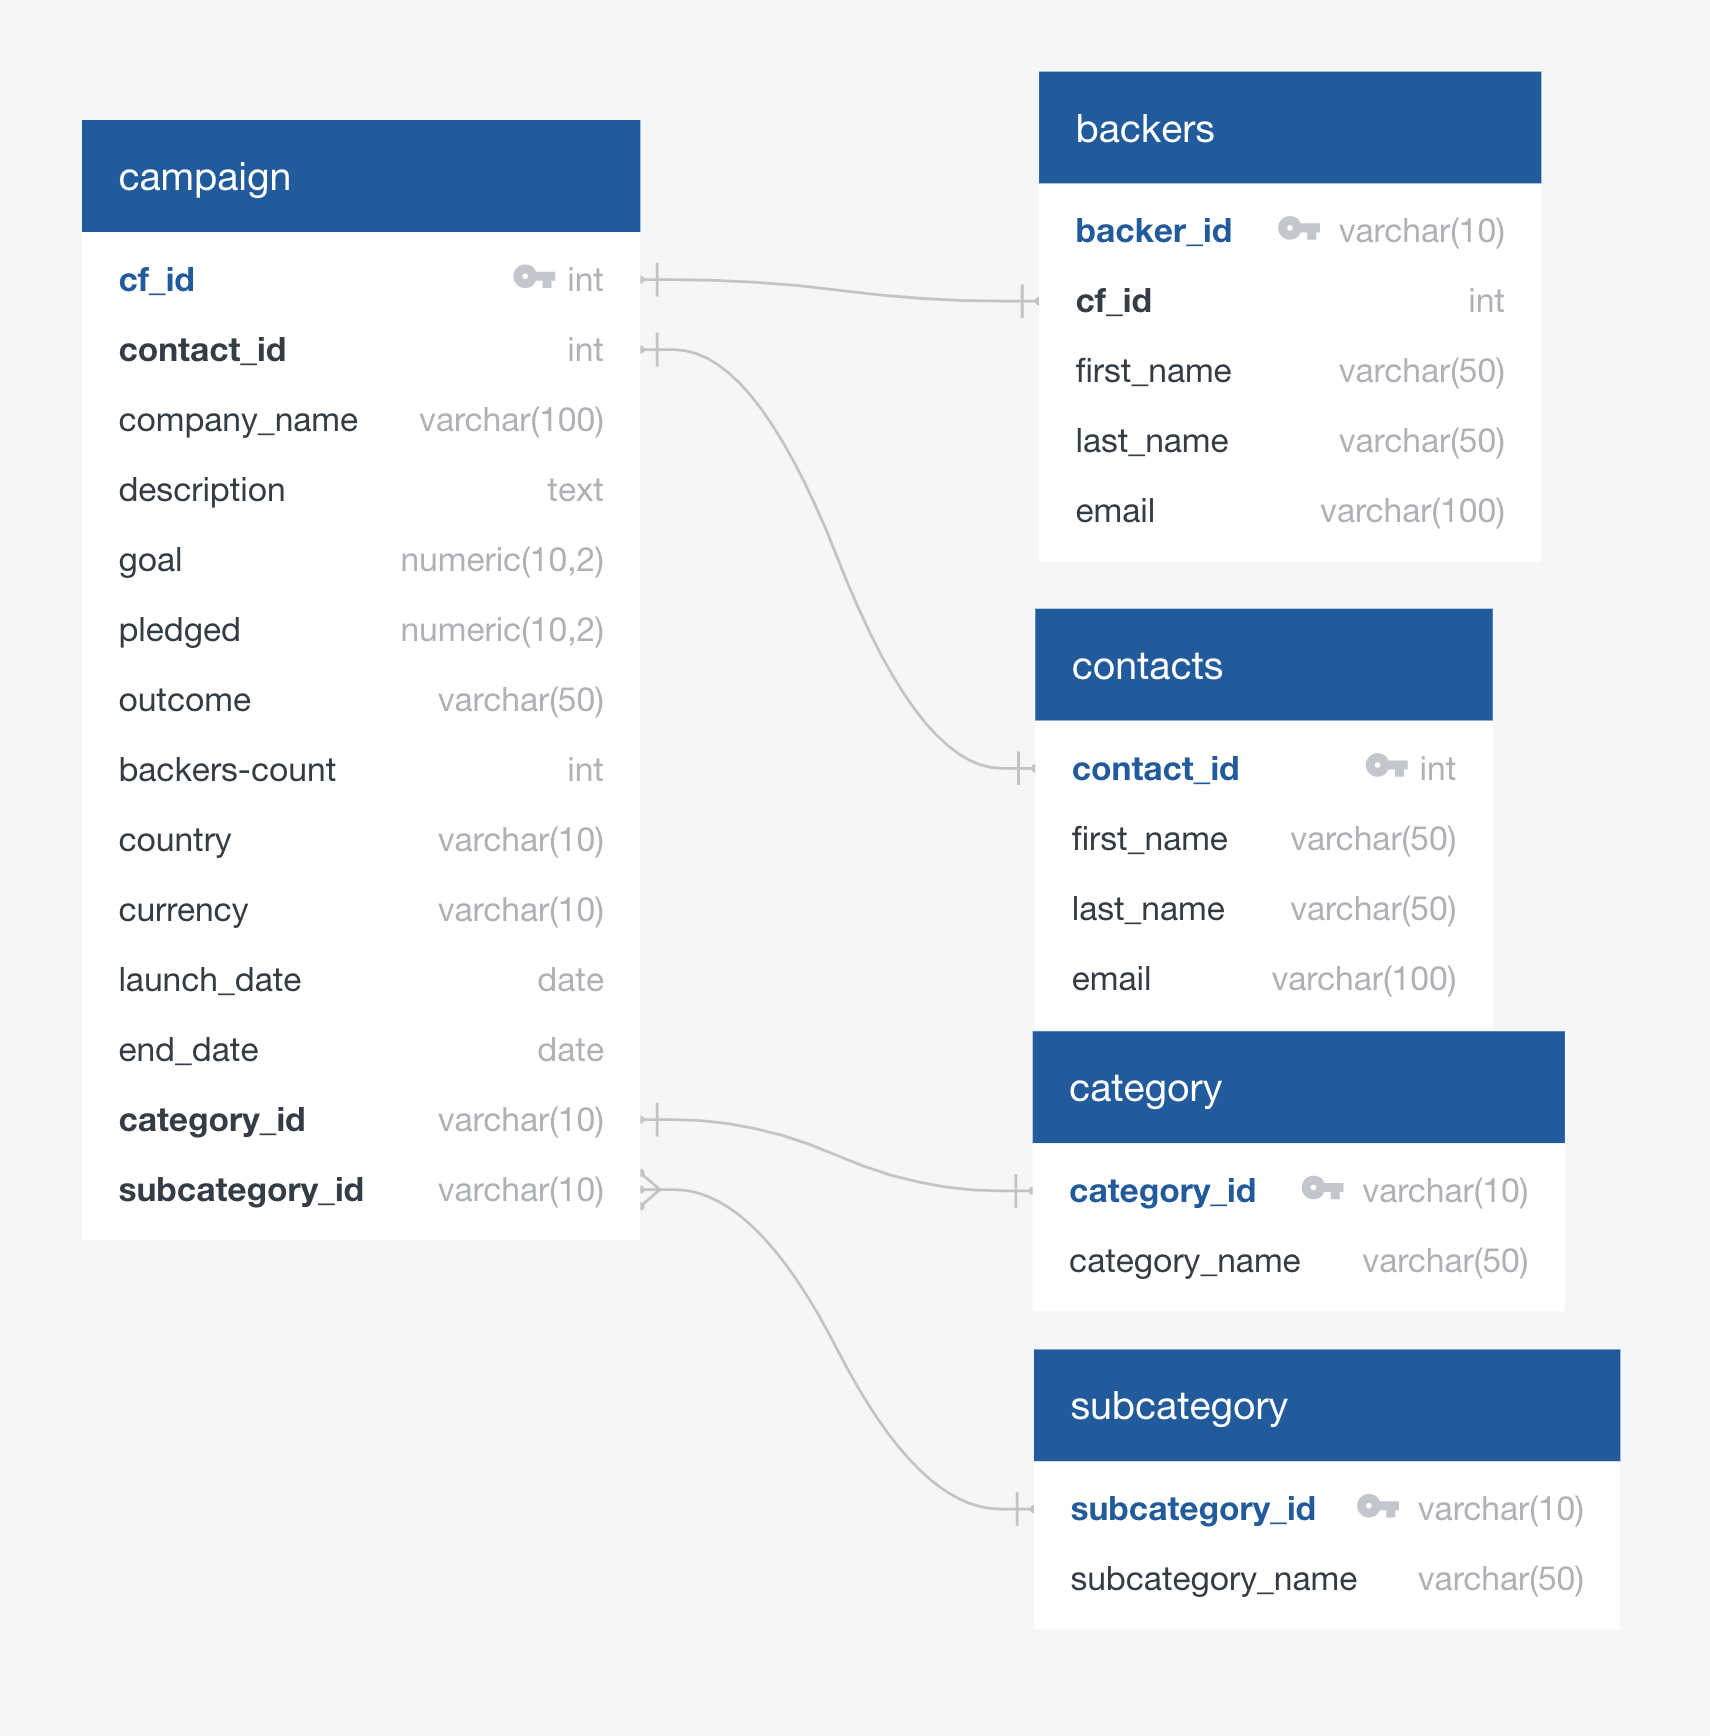 campaign
cf_id int
contact_id int
company_name varchar(100)
description text
goal numeric(10,2)
pledged numeric(10,2)
outcome varchar(50)
backers-count int
country varchar(10)
currency varchar(10)
launch_date date
end_date date
category_id varchar(10)
subcategory_id varchar(10)
backers
backer_id varchar(10)
cf_id int
first_name varchar(50)
last_name varchar(50)
email varchar(100)
contacts
contact_id int
first_name varchar(50)
last_name varchar(50)
email varchar(100)
category
category_id varchar(10)
category_name varchar(50)
subcategory
subcategory_id varchar(10)
subcategory_name varchar(50)